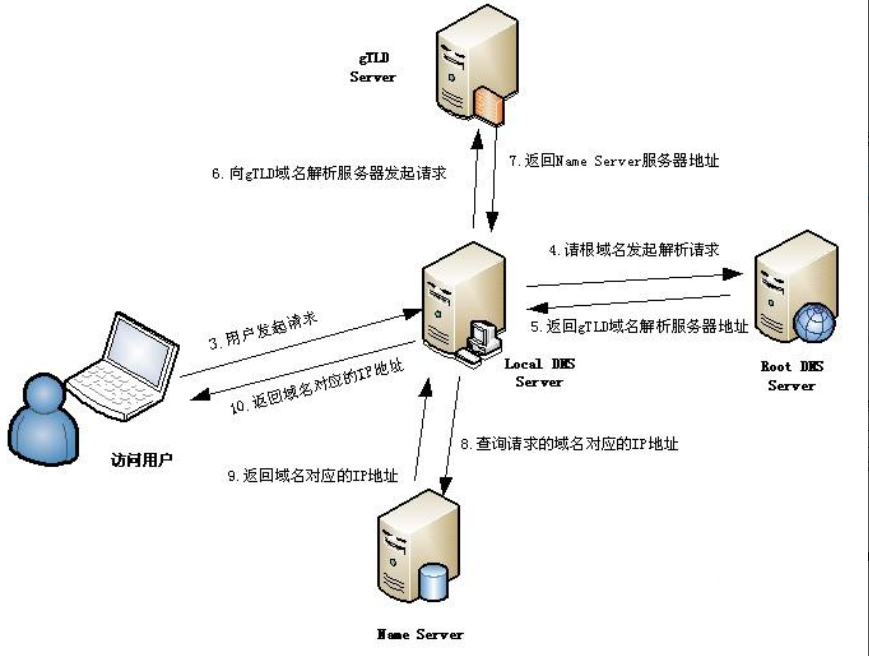 gTLD
Server
6.向gTLD域名解析服务器发起请求
7.返回Name Server服务器地址
4.请根域名发起解析请求
5.返回gTLD域名解析服务器地址
3.用户发起请求
10.返回域名对应的IP地址
Local DNS
Server
Root DNS
Server
访问用户
8.查询请求的域名对应的IP地址
9.返回域名对应的IP地址
Name Server